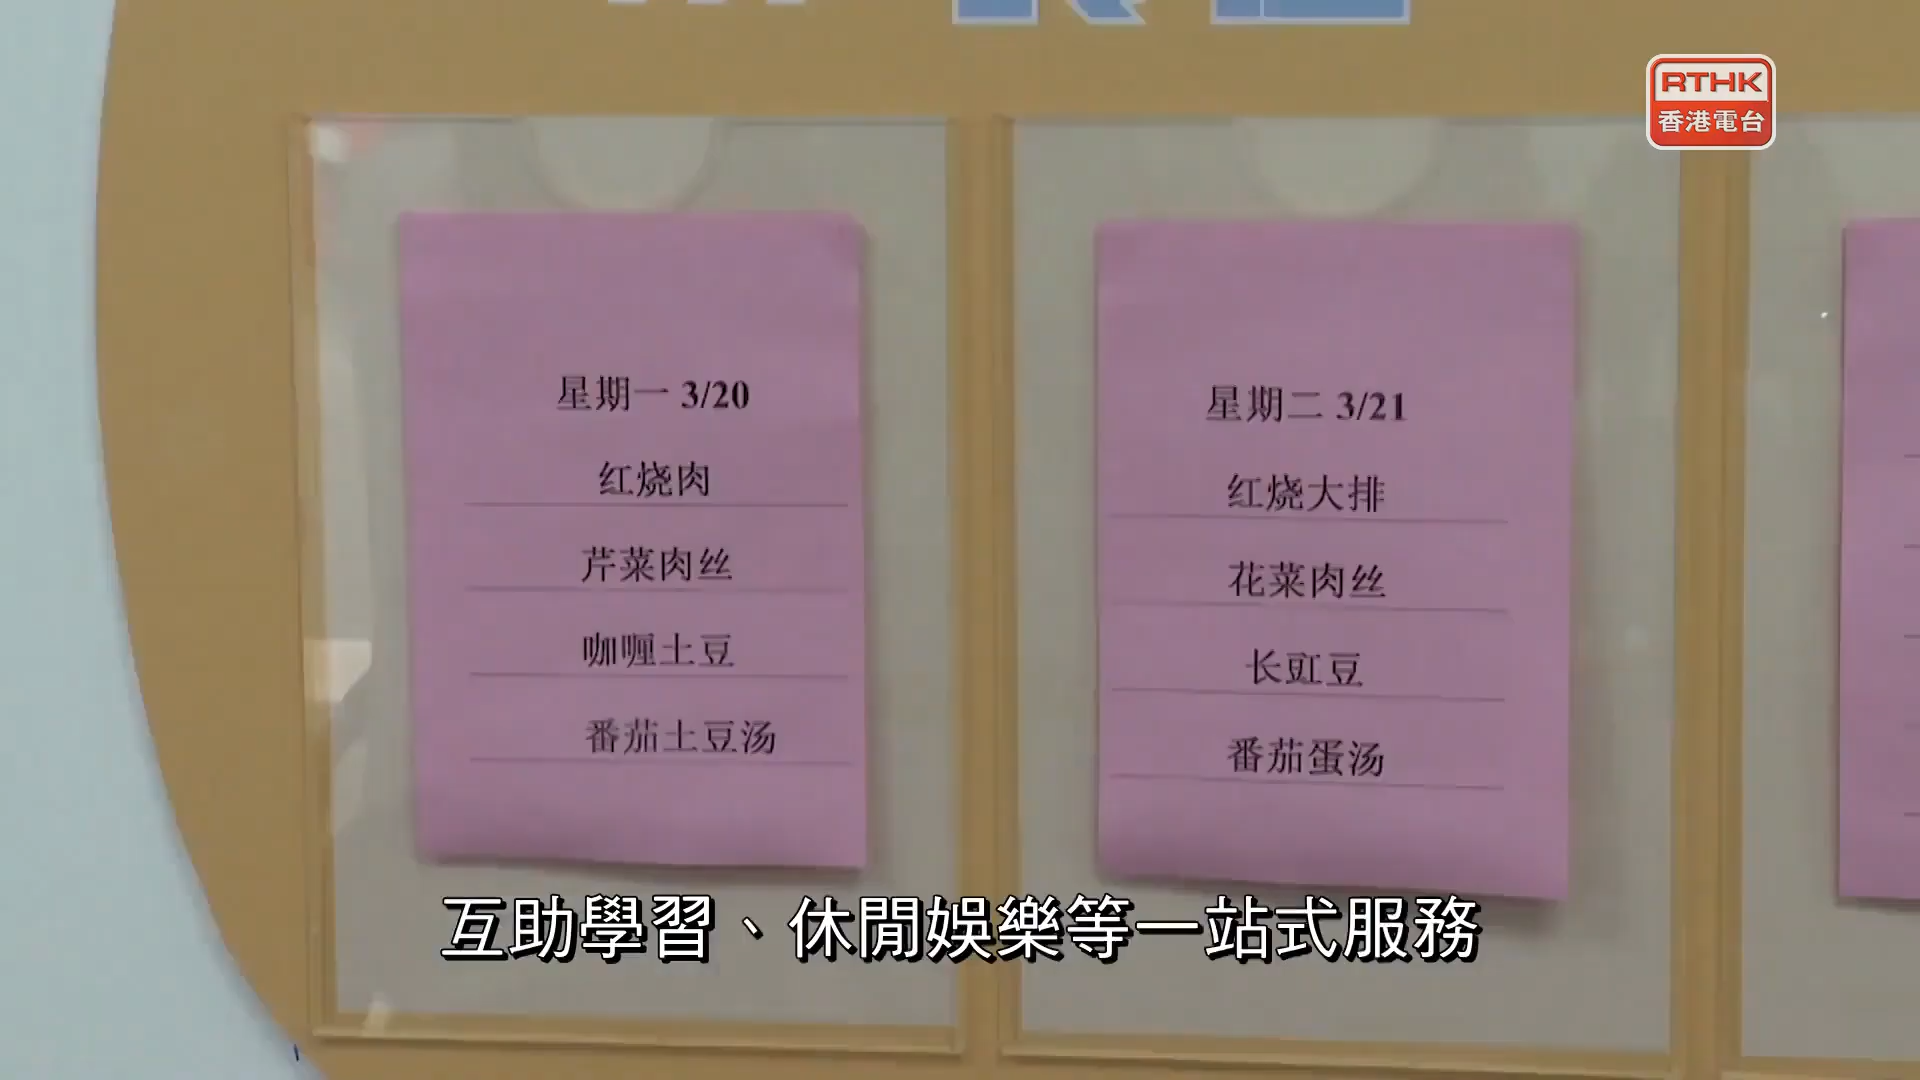 RTHK
香港電台
星期一 3/20
红烧肉
芹菜肉丝
咖喱土豆
番茄土豆汤
星期二 3/21
红烧大排
花菜肉丝
长豇豆
番茄蛋汤
互助學習、休閒娛樂等一站式服務